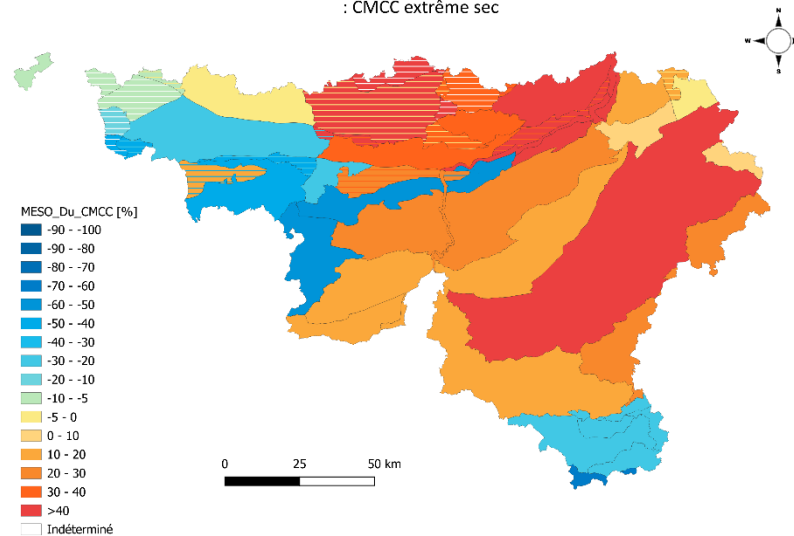 : CMCC extrême sec
N
W
S
MESO_Du_CMCC [%]
-90 - -100
-90 - -80
-80 - -70
-70 - -60
-60 - -50
-50 - -40
-40 - -30
-30 - -20
-20 - -10
-10 - -5
-5 - 0
0 - 10
10 - 20
20 - 30
30 - 40
>40
Indéterminé
0 25 50 km